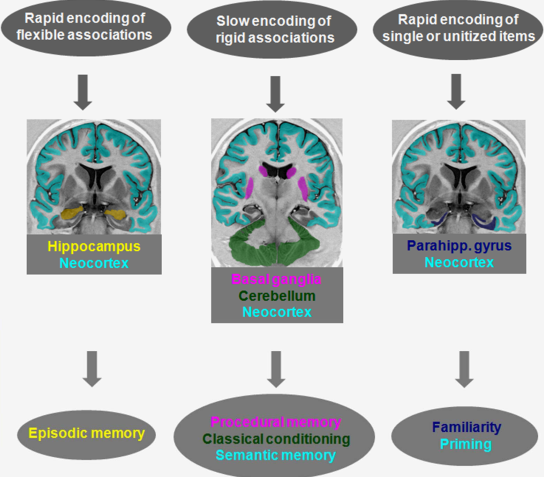 Rapid encoding of
flexible associations
Slow encoding of
rigid associations
Rapid encoding of
single or unitized items
Hippocampus
Neocortex
Basal ganglia
Cerebellum
Neocortex
Parahipp. gyrus
Neocortex
Episodic memory
Procedural memory
Classical conditioning
Semantic memory
Familiarity
Priming